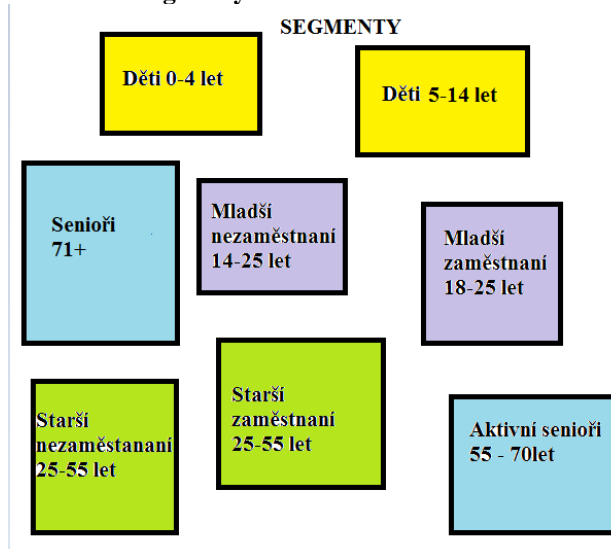 SEGMENTY
Děti 0-4 let
Děti 5-14 let
Senioři
71+
Mladší
nezaměstnaní
14-25 let
Mladší
zaměstnaní
18-25 let
Starší
nezaměstananí
25-55 let
Starší
zaměstnaní
25-55 let
Aktivní senioři
55 - 70let